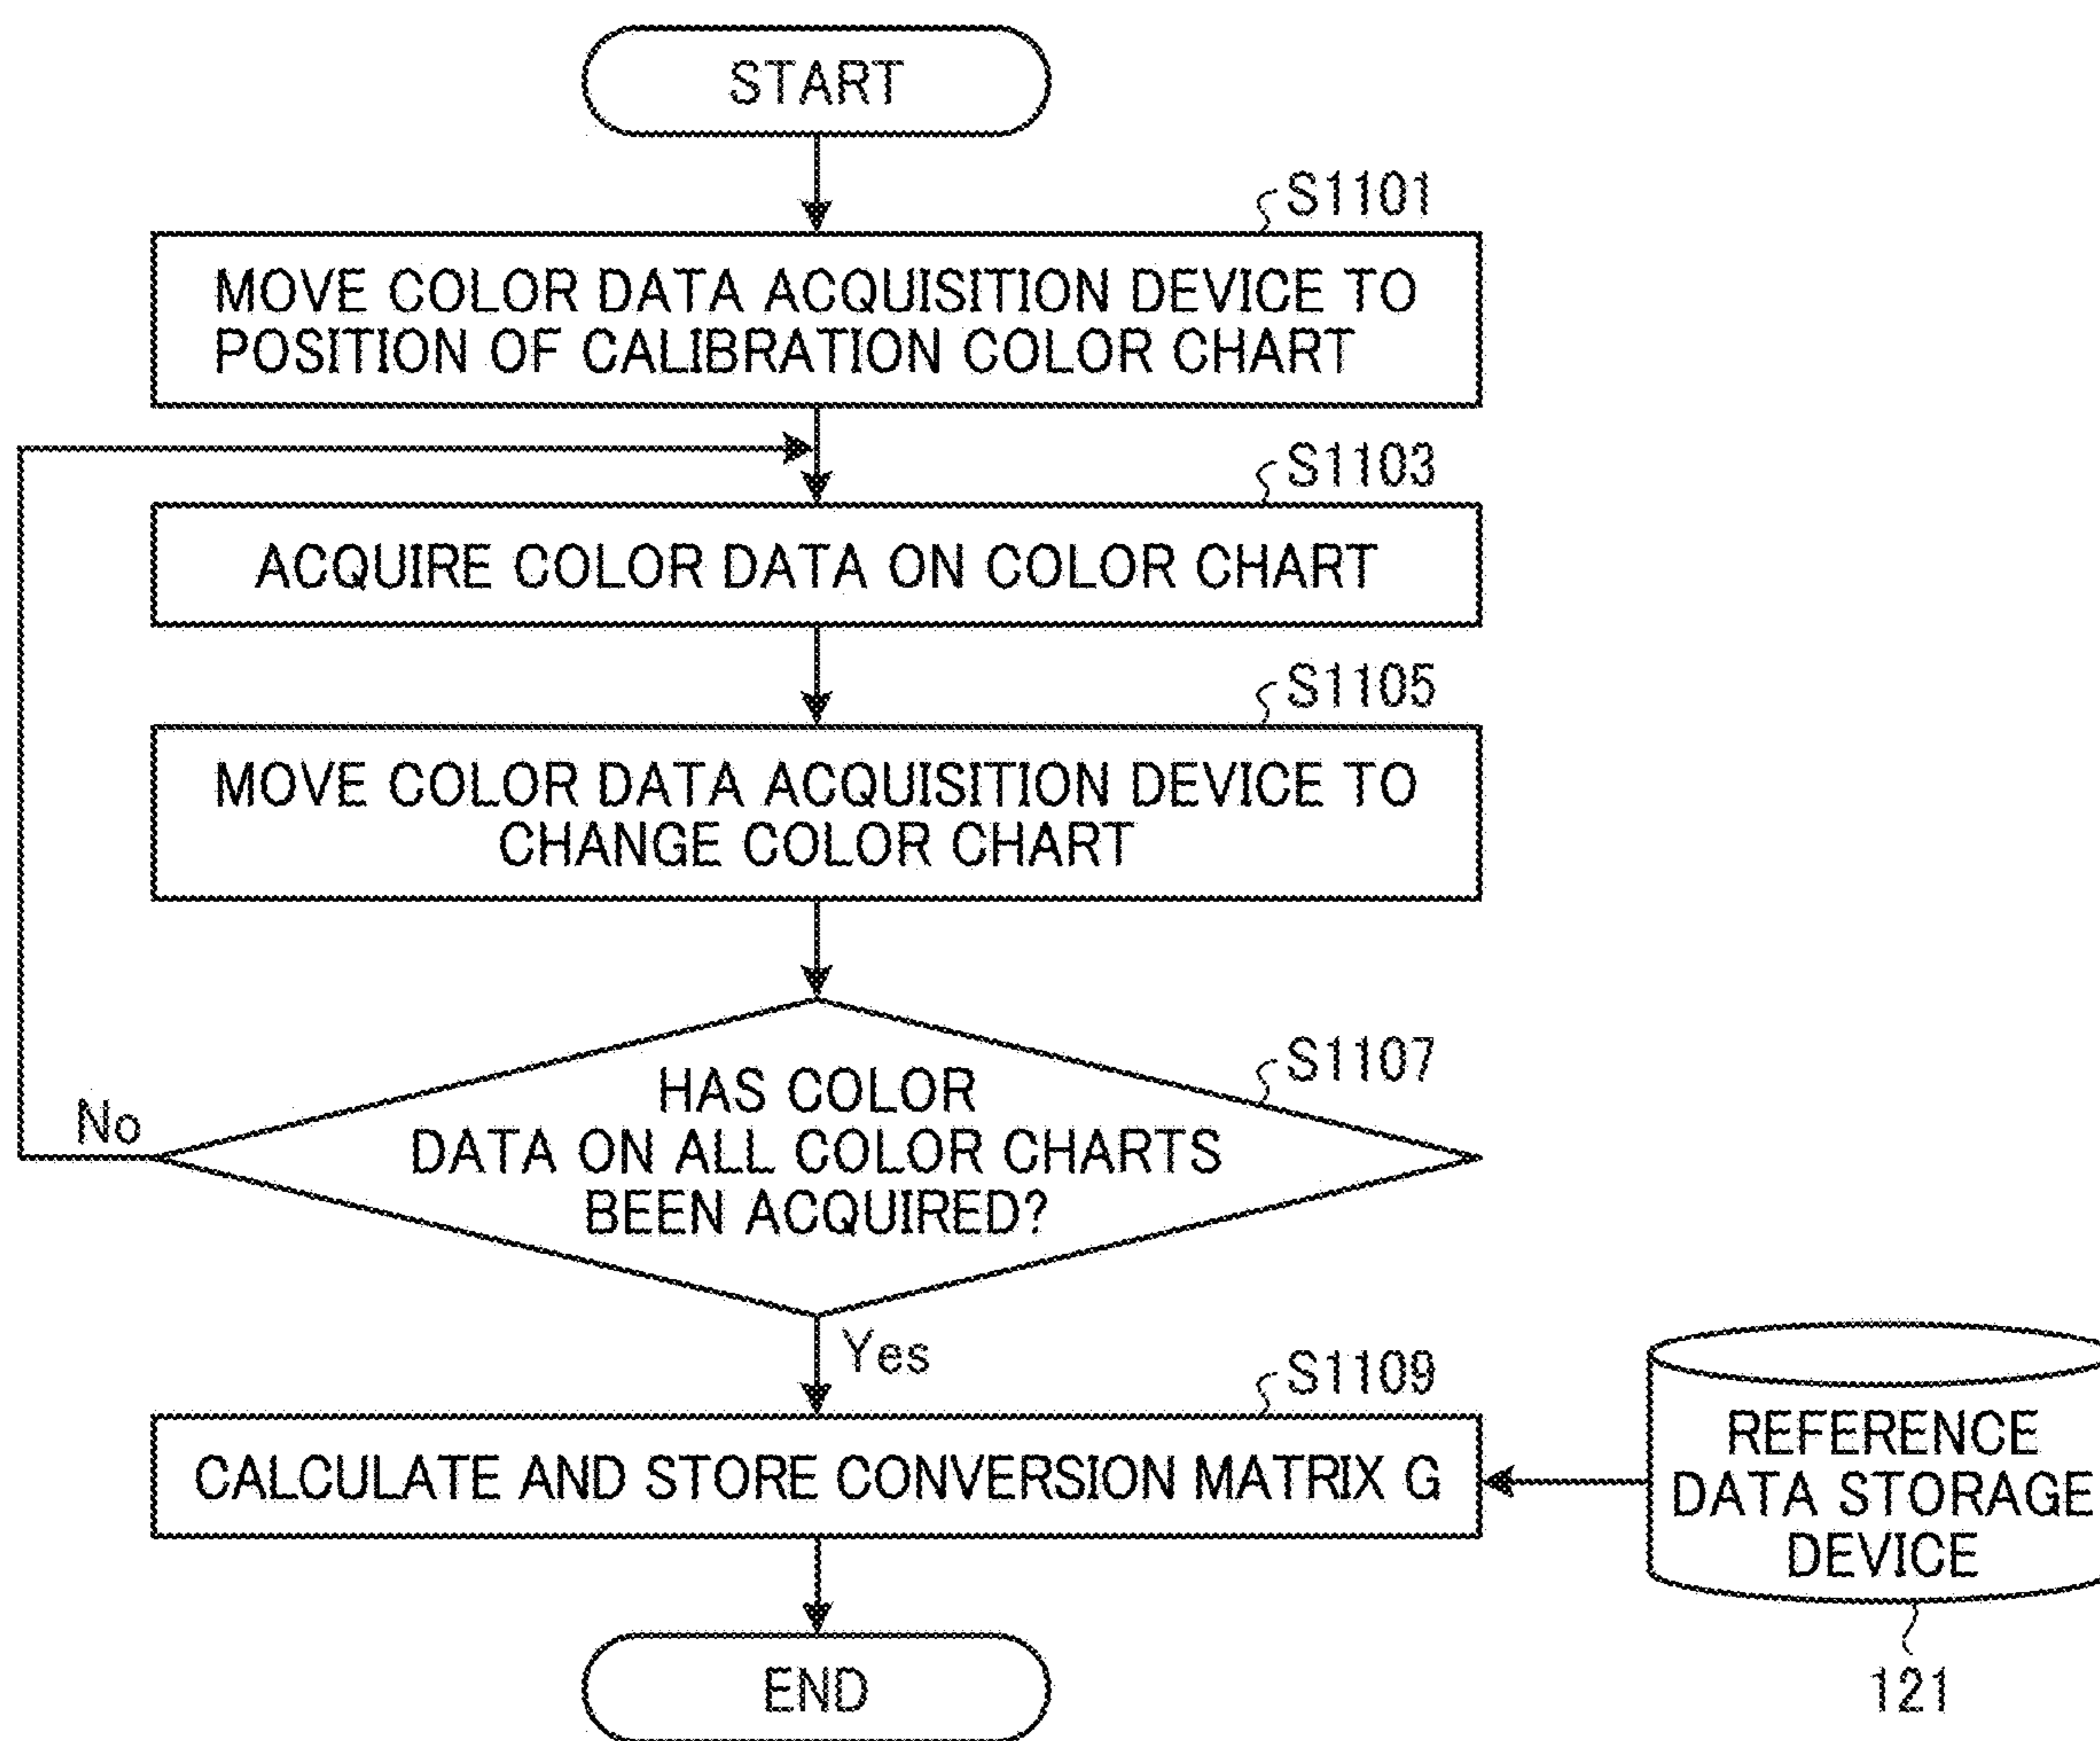 START
S1101
MOVE COLOR DATA ACQUISITION DEVICE TO
POSITION OF CALIBRATION COLOR CHART
S1103
ACQUIRE COLOR DATA ON COLOR CHART
S1105
MOVE COLOR DATA ACQUISITION DEVICE TO
CHANGE COLOR CHART
S1107
HAS COLOR
DATA ON ALL COLOR CHARTS
BEEN ACQUIRED?
No
Yes
S1109
CALCULATE AND STORE CONVERSION MATRIX G
REFERENCE
DATA STORAGE
DEVICE
121
END